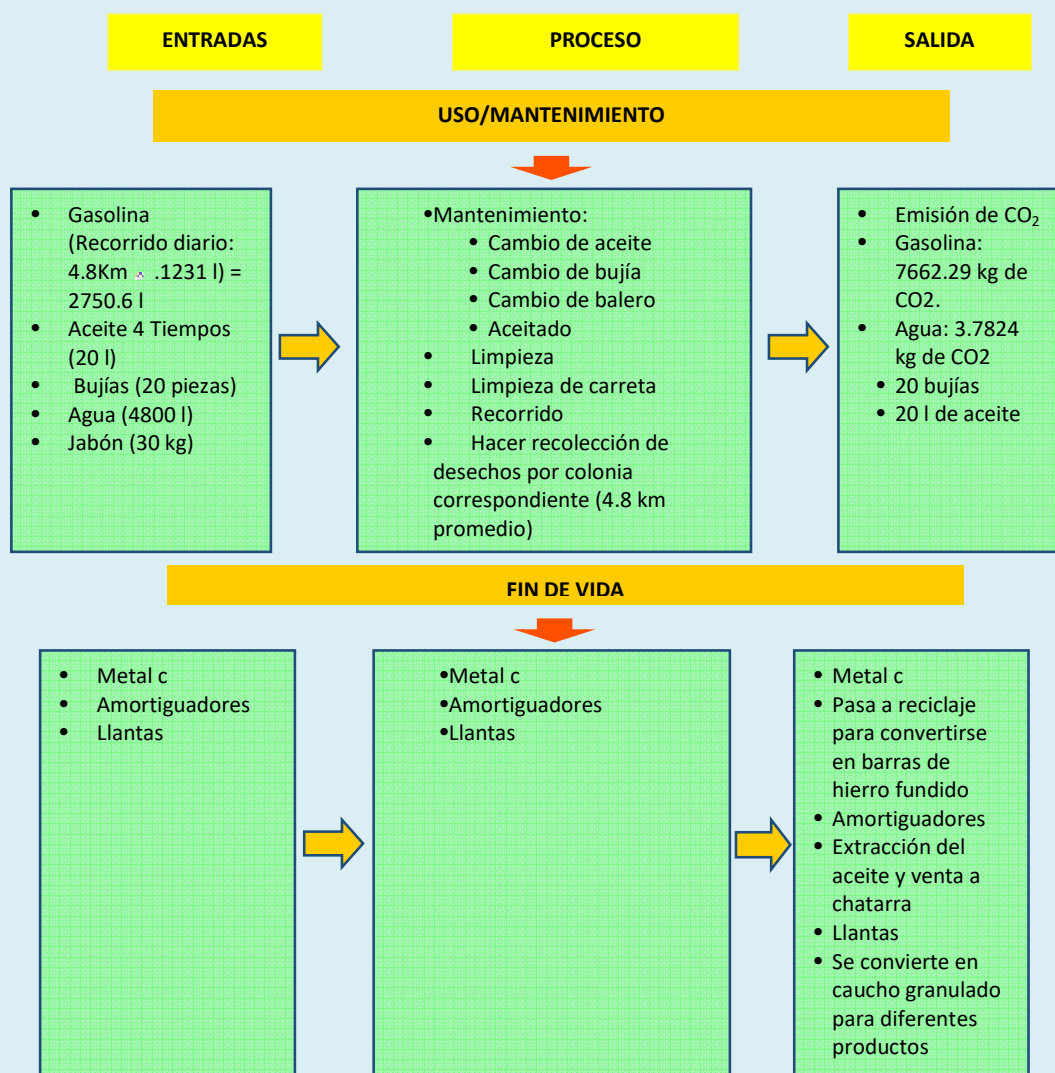 ENTRADAS
PROCESO
SALIDA
USO/MANTENIMIENTO
• Gasolina
(Recorrido diario:
4.8Km .1231 l) =
2750.6 l
• Aceite 4 Tiempos
(20 l)
• Bujías (20 piezas)
• Agua (4800 l)
• Jabón (30 kg)
•Mantenimiento:
• Cambio de aceite
• Cambio de bujía
• Cambio de balero
• Aceitado
• Limpieza
• Limpieza de carreta
• Recorrido
• Hacer recolección de
desechos por colonia
correspondiente (4.8 km
promedio)
• Emisión de CO₂
• Gasolina:
7662.29 kg de
CO2.
• Agua: 3.7824
kg de CO2
• 20 bujías
• 20 l de aceite
FIN DE VIDA
• Metal c
• Amortiguadores
• Llantas
•Metal c
•Amortiguadores
•Llantas
• Metal c
• Pasa a reciclaje
para convertirse
en barras de
hierro fundido
• Amortiguadores
• Extracción del
aceite y venta a
chatarra
• Llantas
• Se convierte en
caucho granulado
para diferentes
productos